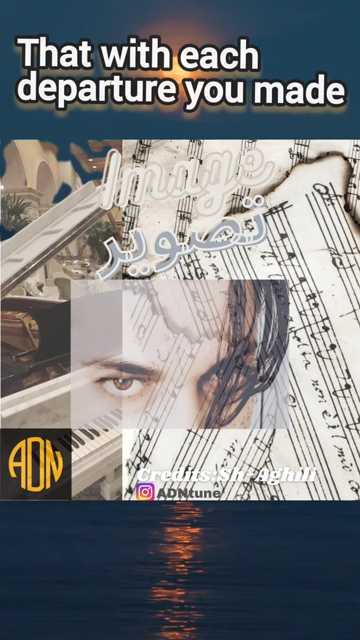 That with each
departure you made
Image
تصویر
ADN
Credits:Sh-Aghili
ADNtune